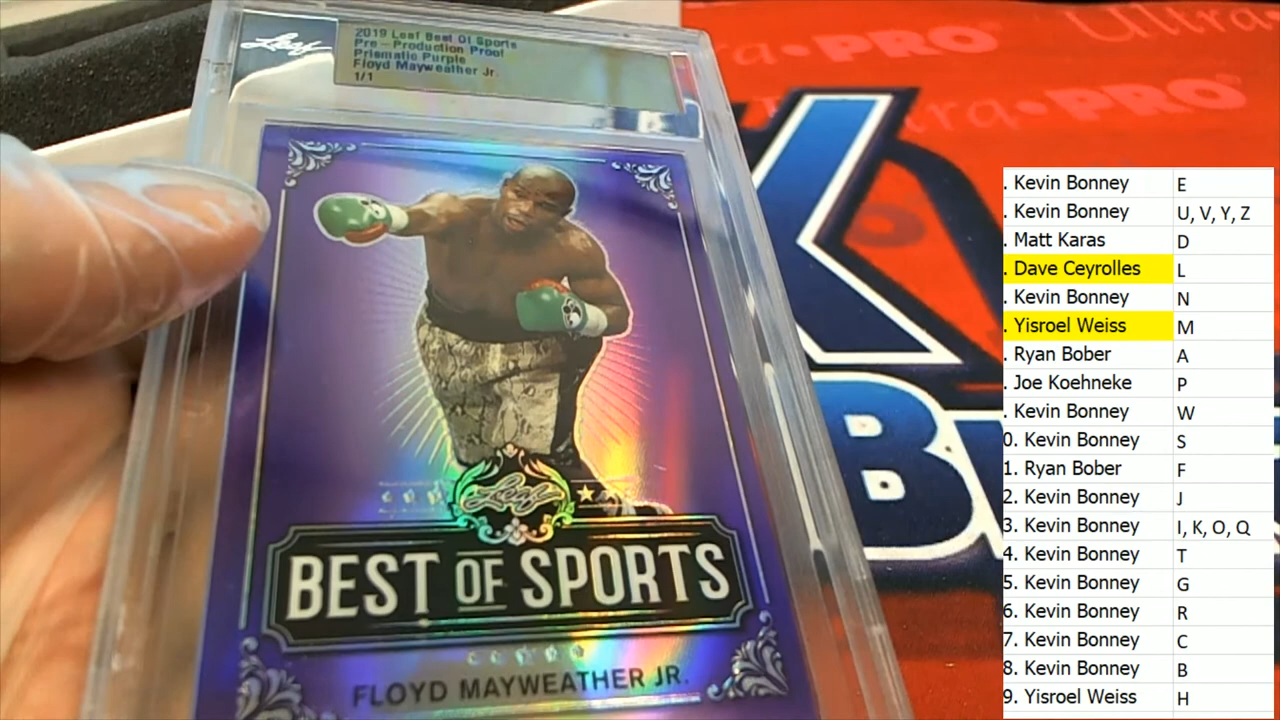 Leaf
2019 Leaf Best Of Sports
Pre - Production Proof
Prismatic Purple
Floyd Mayweather Jr.
1/1
Leaf
BEST OF SPORTS
FLOYD MAYWEATHER JR.
Ultra
PRO
Ultra
PRO
. Kevin Bonney E
. Kevin Bonney U, V, Y, Z
. Matt Karas D
. Dave Ceyrolles L
. Kevin Bonney N
. Yisroel Weiss M
. Ryan Bober A
. Joe Koehneke P
. Kevin Bonney W
0. Kevin Bonney S
1. Ryan Bober F
2. Kevin Bonney J
3. Kevin Bonney I, K, O, Q
4. Kevin Bonney T
5. Kevin Bonney G
6. Kevin Bonney R
7. Kevin Bonney C
8. Kevin Bonney B
9. Yisroel Weiss H